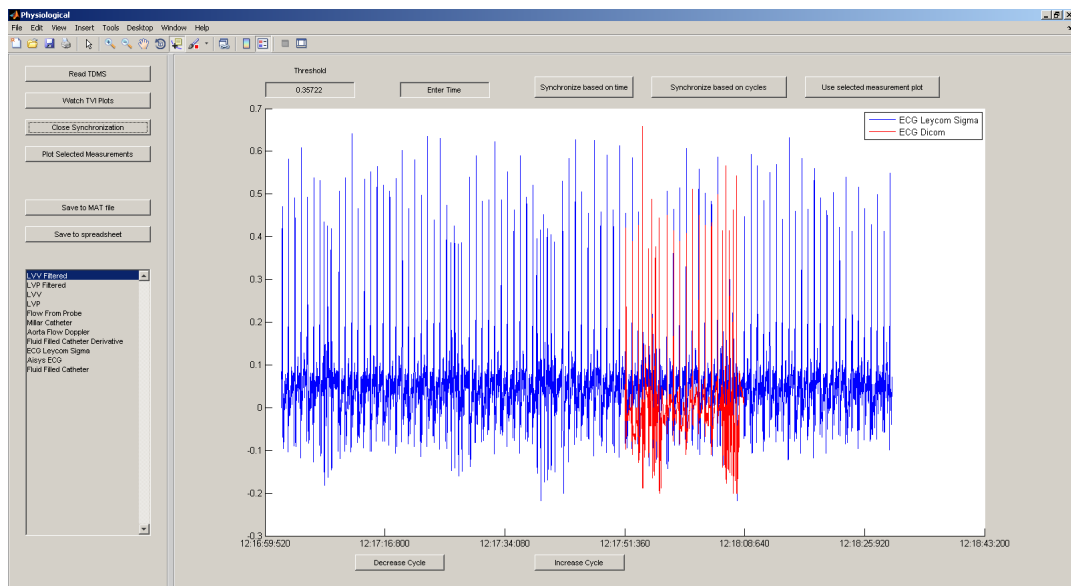 Physiological
File Edit View Insert Tools Desktop Window Help
Read TDMS
Watch TVI Plots
Close Synchronization
Plot Selected Measurements
Save to MAT file
Save to spreadsheet
LVV Filtered
LVP Filtered
LVV
LVP
Flow From Probe
Millar Catheter
Aorta Flow Doppler
Fluid Filled Catheter Derivative
ECG Leycom Sigma
Aisys ECG
Fluid Filled Catheter
Threshold
0.35722
Enter Time
Synchronize based on time
Synchronize based on cycles
Use selected measurement plot
ECG Leycom Sigma
ECG Dicom
0.7
0.6
0.5
0.4
0.3
0.2
0.1
0
-0.1
-0.2
-0.3
12:16:59:520 12:17:16:800 12:17:34:080 12:17:51:360 12:18:08:640 12:18:25:920 12:18:43:200
Decrease Cycle
Increase Cycle